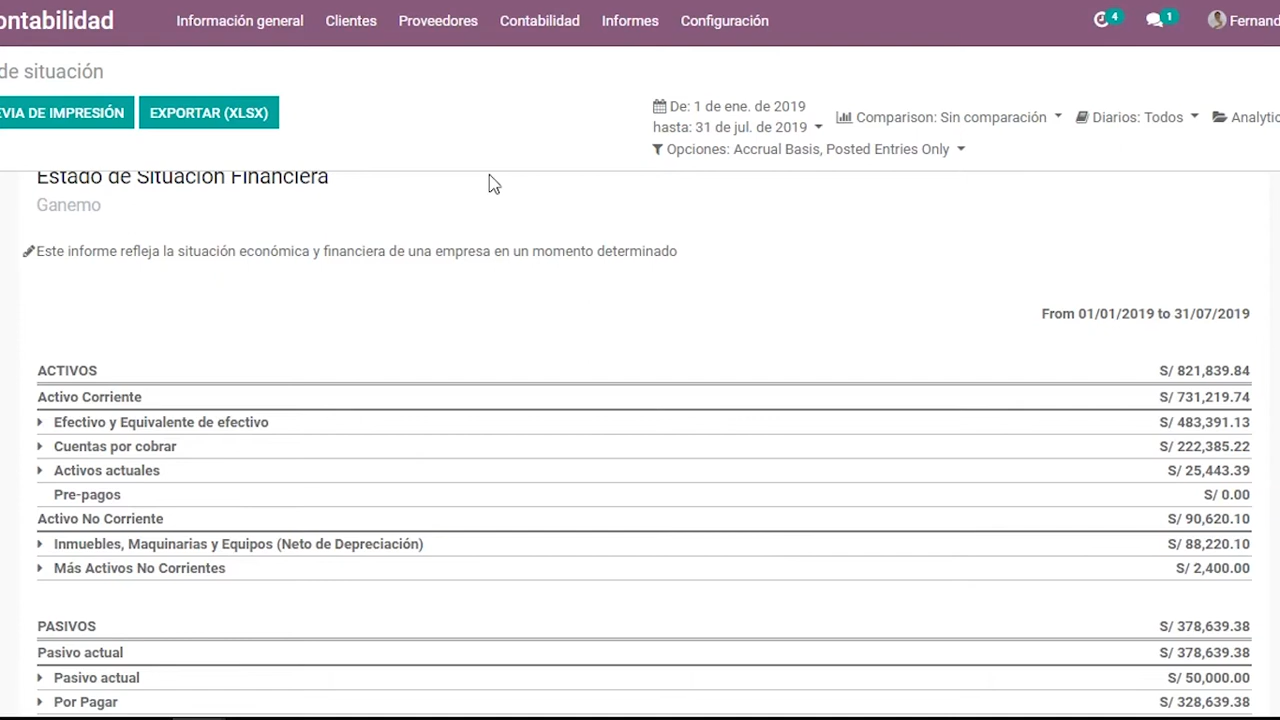 ontabilidad Información general Clientes Proveedores Contabilidad Informes Configuración 4 1 Fernand
de situación
EVIA DE IMPRESIÓN EXPORTAR (XLSX)
De: 1 de ene. de 2019
hasta: 31 de jul. de 2019
Comparison: Sin comparación Diarios: Todos Analytic
Opciones: Accrual Basis, Posted Entries Only
Estado de Situación Financiera
Ganemo
Este informe refleja la situación económica y financiera de una empresa en un momento determinado
From 01/01/2019 to 31/07/2019
ACTIVOS S/ 821,839.84
Activo Corriente S/ 731,219.74
Efectivo y Equivalente de efectivo S/ 483,391.13
Cuentas por cobrar S/ 222,385.22
Activos actuales S/ 25,443.39
Pre-pagos S/ 0.00
Activo No Corriente S/ 90,620.10
Inmuebles, Maquinarias y Equipos (Neto de Depreciación) S/ 88,220.10
Más Activos No Corrientes S/ 2,400.00
PASIVOS S/ 378,639.38
Pasivo actual S/ 378,639.38
Pasivo actual S/ 50,000.00
Por Pagar S/ 328,639.38